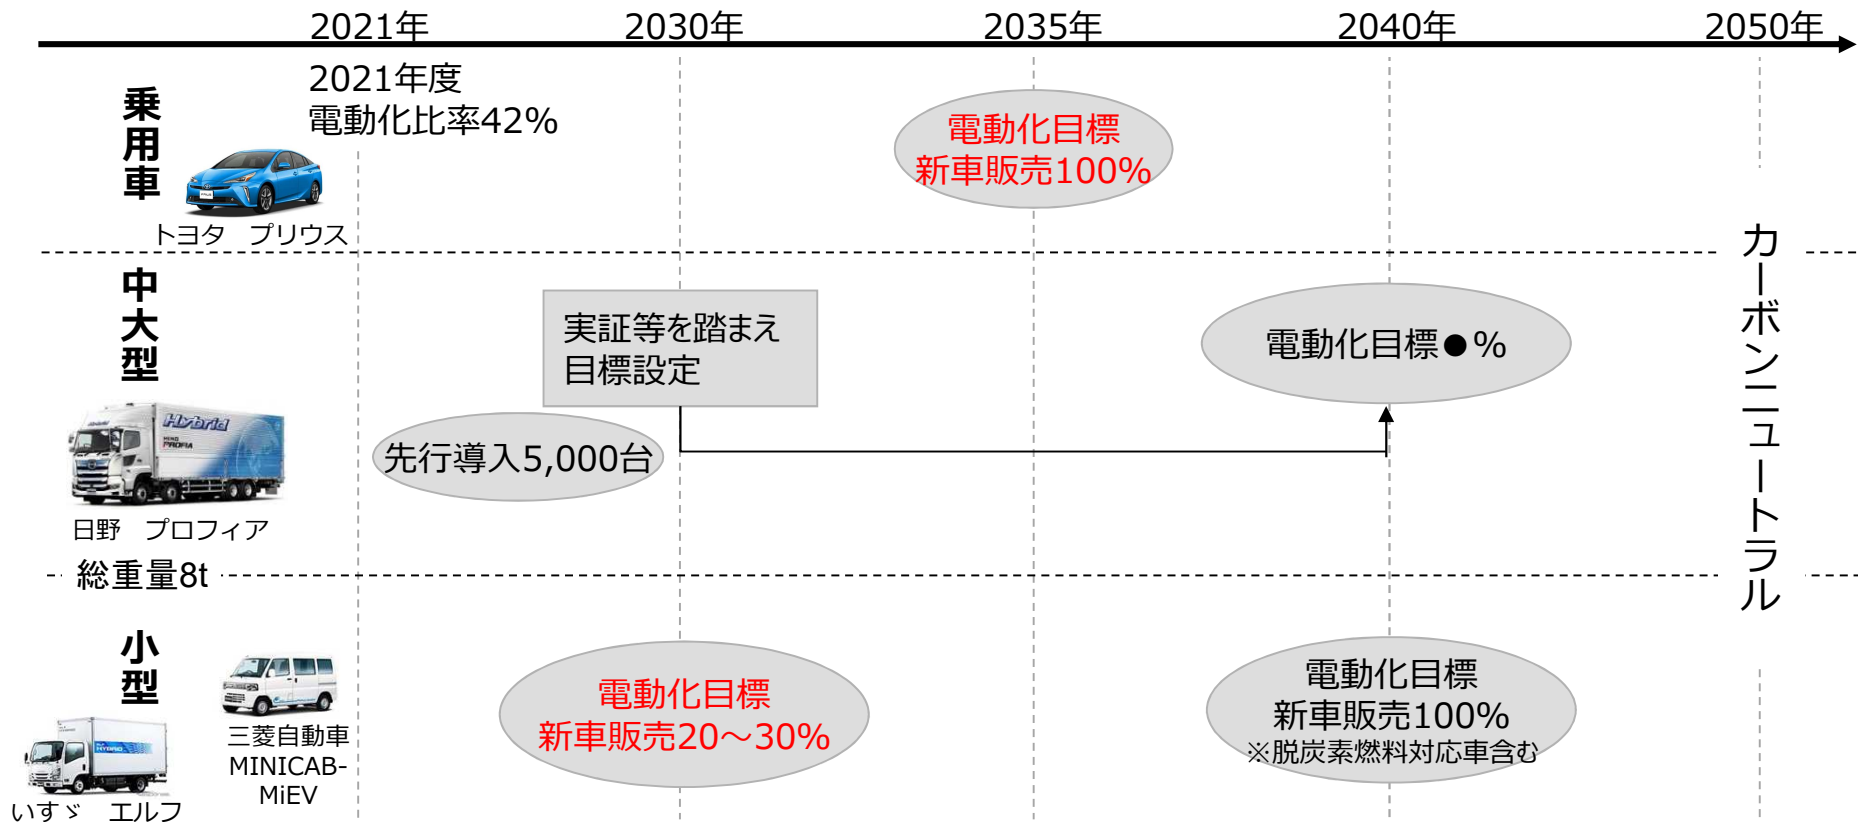 2021年
2030年
2035年
2040年
2050年
乗用車
2021年度
電動化比率42%
トヨタ　プリウス
電動化目標
新車販売100%
中大型
Hybrid
HINO
PROFIA
日野　プロフィア
実証等を踏まえ
目標設定
先行導入5,000台
電動化目標●%
総重量8t
小型
HYBRID
いすゞ　エルフ
三菱自動車
MINICAB-
MiEV
電動化目標
新車販売20～30%
電動化目標
新車販売100%
※脱炭素燃料対応車含む
カーボンニュートラル